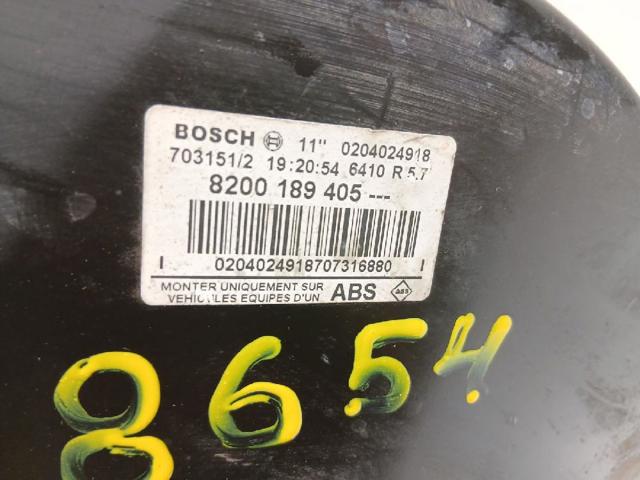 BOSCH 11" 0204024918
703151/2 19:20:54 6410 R 5.7
8200 189 405 ---
I 0204024918707316880 I
MONTER UNIQUEMENT SUR
VEHICULES EQUIPES D'UN ABS ABS
8654